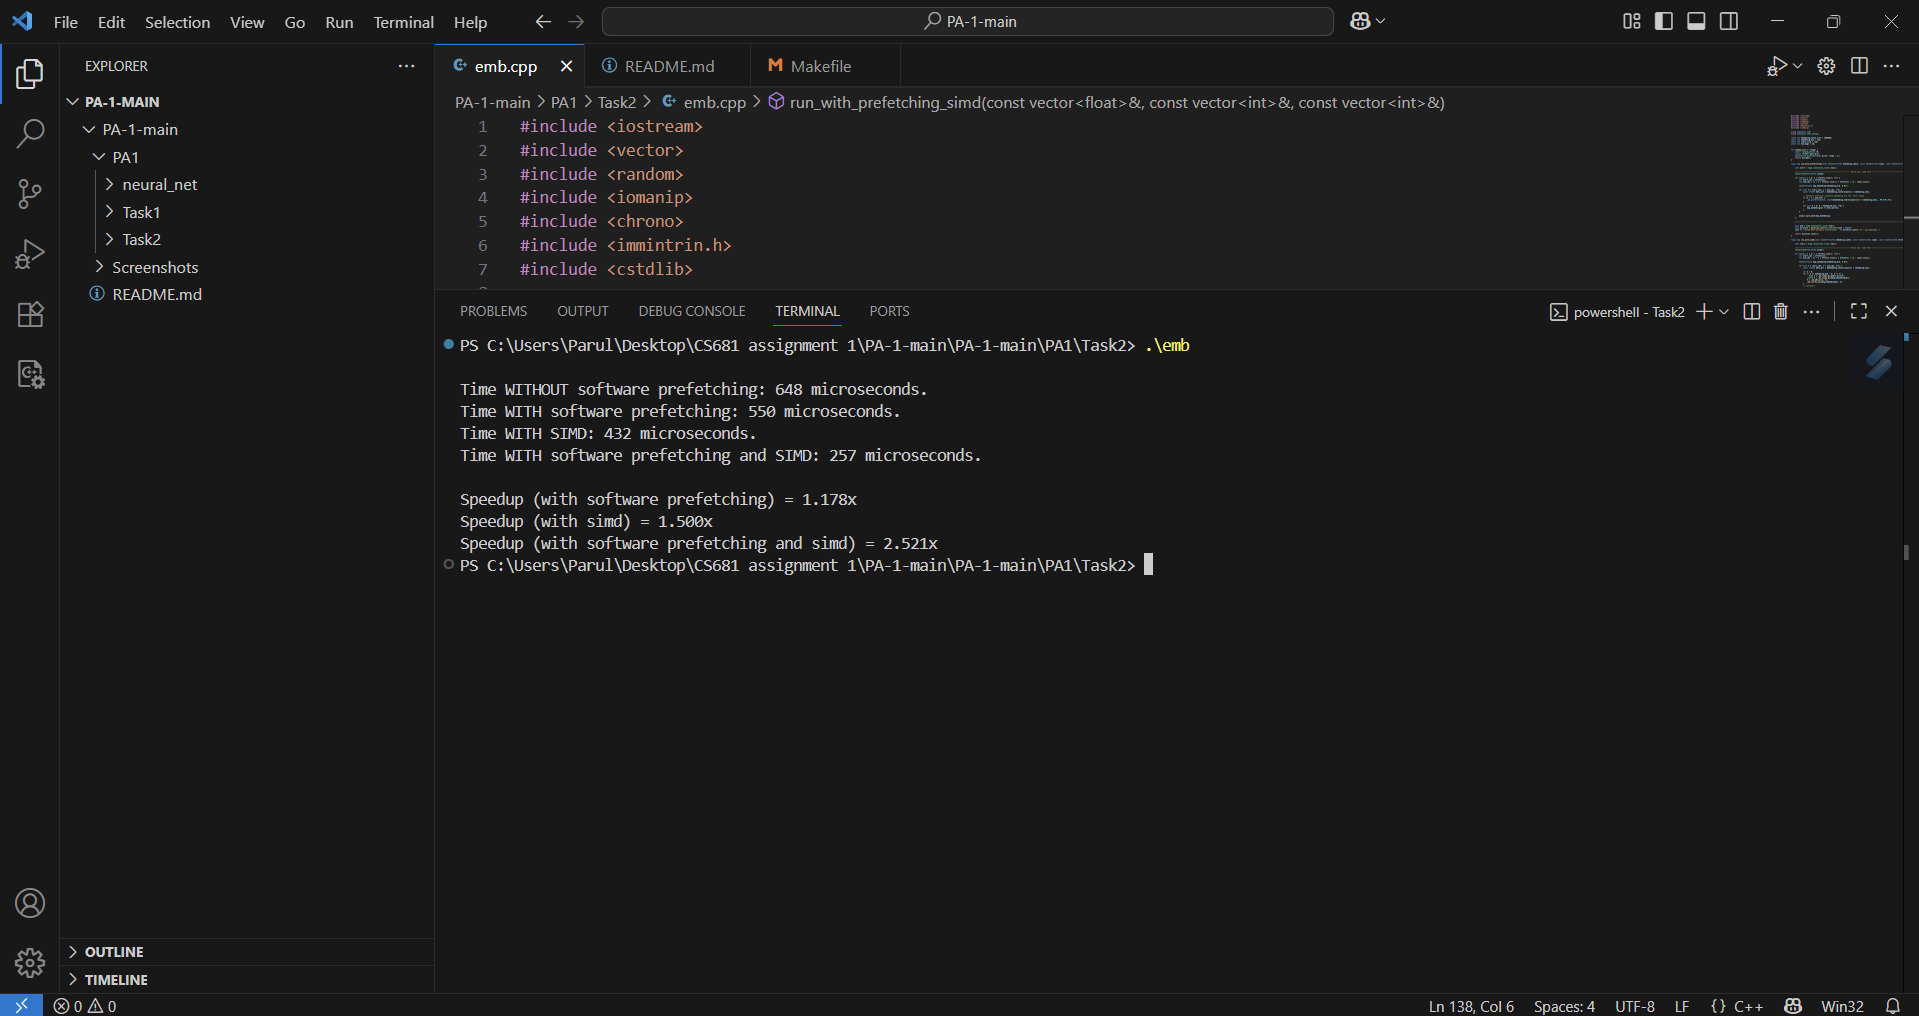 File Edit Selection View Go Run Terminal Help
PA-1-main
EXPLORER
PA-1-MAIN
PA-1-main
PA1
neural_net
Task1
Task2
Screenshots
README.md
OUTLINE
TIMELINE
emb.cpp README.md Makefile
PA-1-main > PA1 > Task2 > emb.cpp > run_with_prefetching_simd(const vector<float>&, const vector<int>&, const vector<int>&)
1 #include <iostream>
2 #include <vector>
3 #include <random>
4 #include <iomanip>
5 #include <chrono>
6 #include <immintrin.h>
7 #include <cstdlib>
PROBLEMS OUTPUT DEBUG CONSOLE TERMINAL PORTS
powershell - Task2
PS C:\Users\Parul\Desktop\CS681 assignment 1\PA-1-main\PA-1-main\PA1\Task2> .\emb
Time WITHOUT software prefetching: 648 microseconds.
Time WITH software prefetching: 550 microseconds.
Time WITH SIMD: 432 microseconds.
Time WITH software prefetching and SIMD: 257 microseconds.
Speedup (with software prefetching) = 1.178x
Speedup (with simd) = 1.500x
Speedup (with software prefetching and simd) = 2.521x
PS C:\Users\Parul\Desktop\CS681 assignment 1\PA-1-main\PA-1-main\PA1\Task2>
0 0
Ln 138, Col 6 Spaces: 4 UTF-8 LF {} C++ Win32